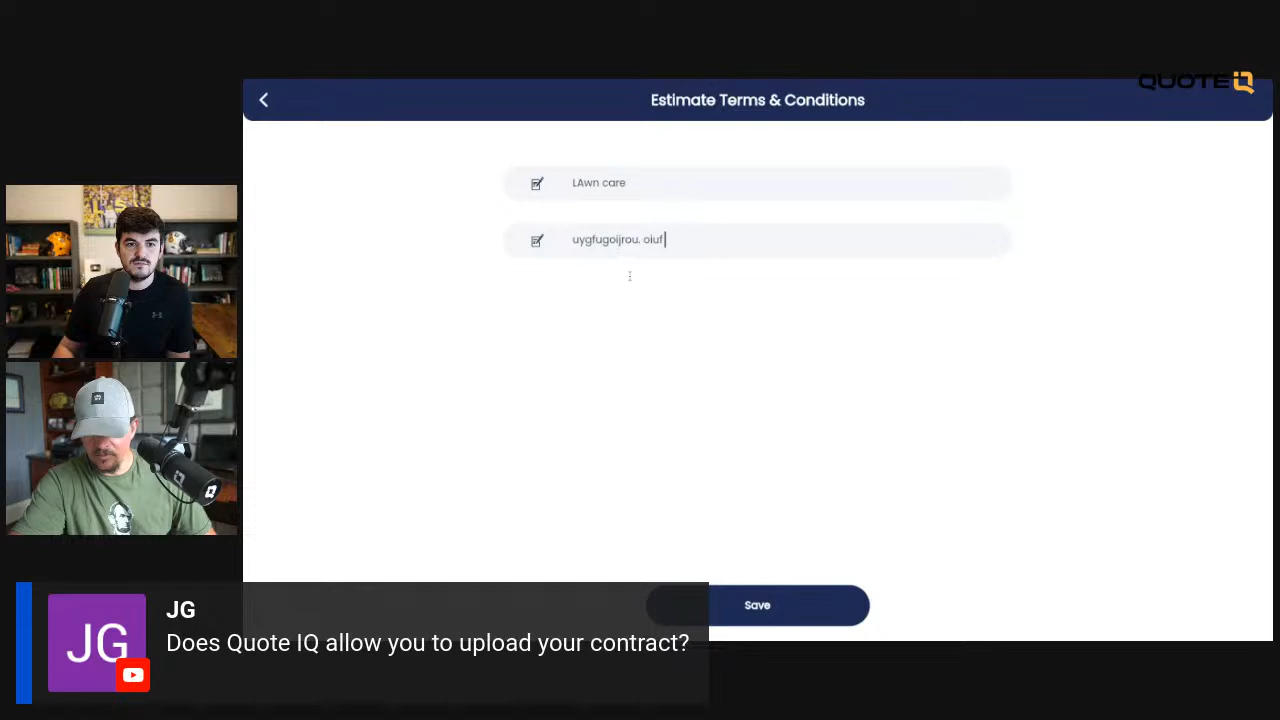 QUOTE IQ
Estimate Terms & Conditions
LAwn care
uygfugoijrou. oiuf
Save
JG
JG
Does Quote IQ allow you to upload your contract?